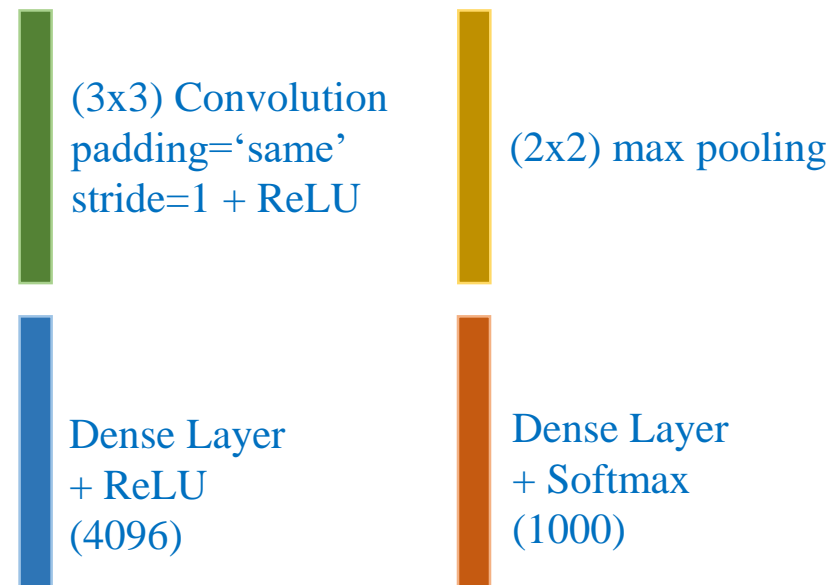 (3x3) Convolution
padding=‘same’
stride=1 + ReLU
(2x2) max pooling
Dense Layer
+ ReLU
(4096)
Dense Layer
+ Softmax
(1000)